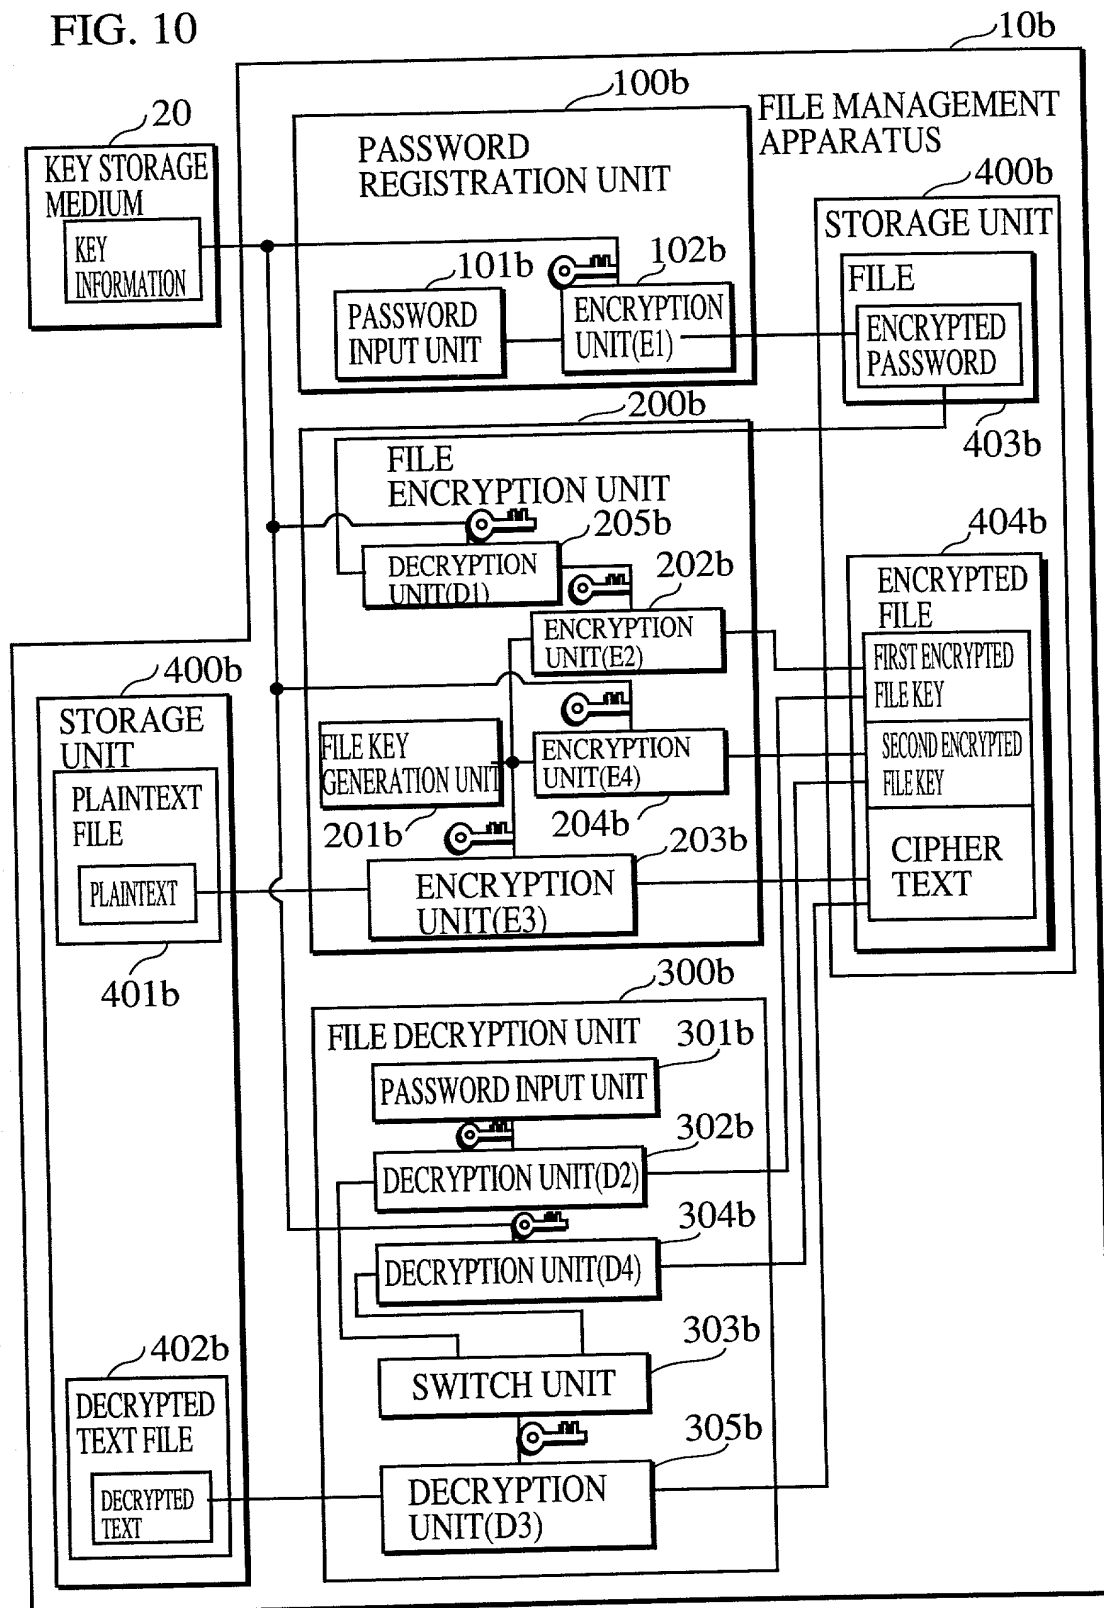 FIG. 10
10b
100b
FILE MANAGEMENT
APPARATUS
20
KEY STORAGE
MEDIUM
KEY
INFORMATION
PASSWORD
REGISTRATION UNIT
101b
102b
PASSWORD
INPUT UNIT
ENCRYPTION
UNIT(E1)
400b
STORAGE UNIT
FILE
ENCRYPTED
PASSWORD
403b
200b
FILE
ENCRYPTION UNIT
205b
DECRYPTION
UNIT(D1)
202b
ENCRYPTION
UNIT(E2)
404b
ENCRYPTED
FILE
FIRST ENCRYPTED
FILE KEY
SECOND ENCRYPTED
FILE KEY
CIPHER
TEXT
FILE KEY
GENERATION UNIT
201b
ENCRYPTION
UNIT(E4)
204b
203b
ENCRYPTION
UNIT(E3)
400b
STORAGE
UNIT
PLAINTEXT
FILE
PLAINTEXT
401b
300b
FILE DECRYPTION UNIT
301b
PASSWORD INPUT UNIT
302b
DECRYPTION UNIT(D2)
304b
DECRYPTION UNIT(D4)
303b
SWITCH UNIT
305b
DECRYPTION
UNIT(D3)
402b
DECRYPTED
TEXT FILE
DECRYPTED
TEXT